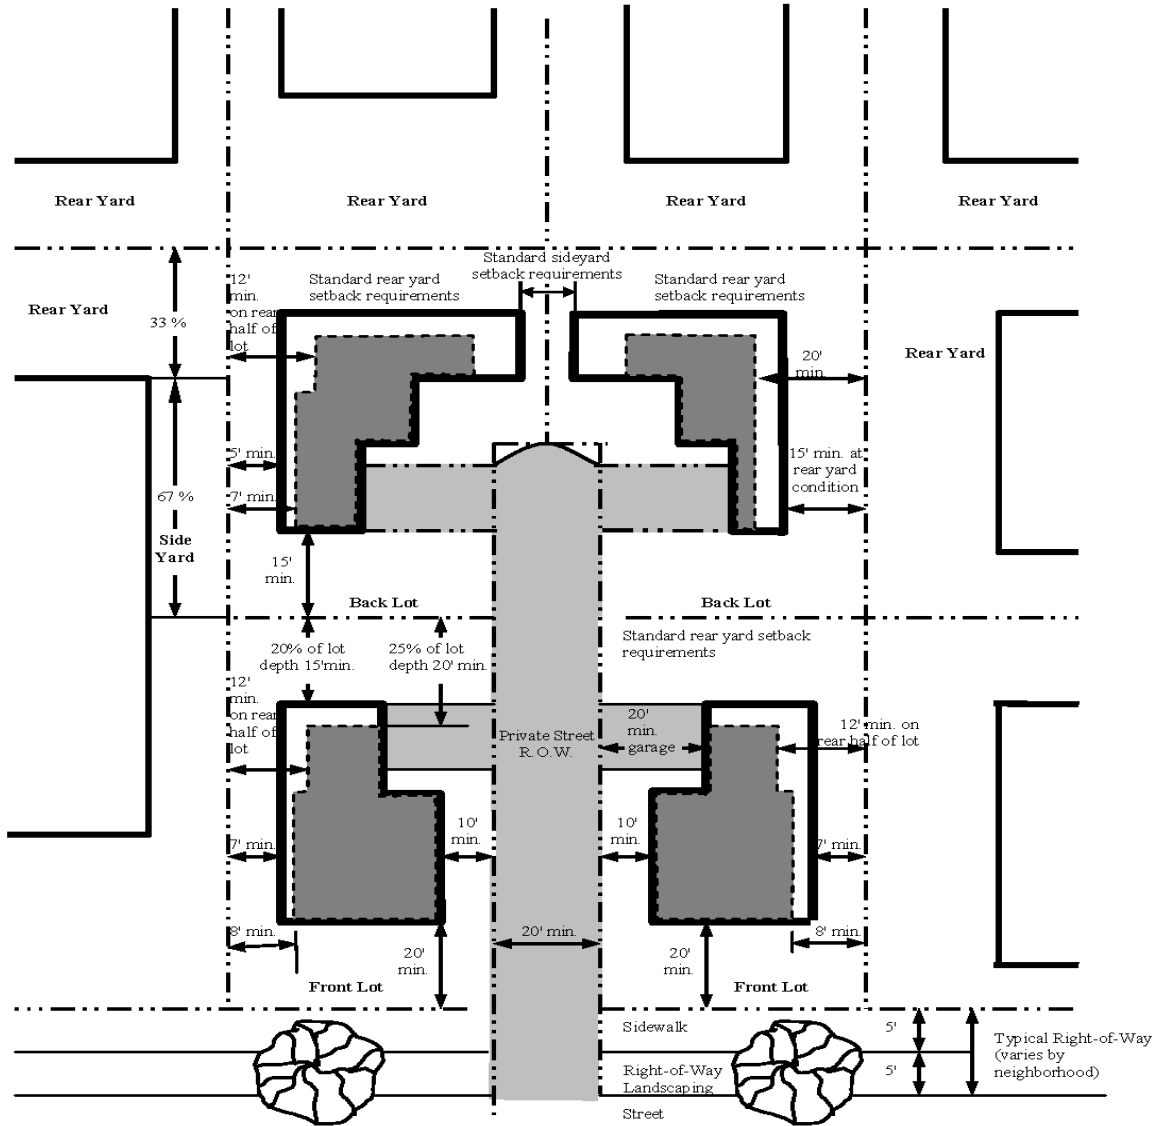 Rear Yard
Rear Yard
Rear Yard
Rear Yard
Standard sideyard
setback requirements
12'
min.
on rear
half of
lot
Standard rear yard
setback requirements
Standard rear yard
setback requirements
Rear Yard
33 %
Rear Yard
20'
min.
5' min.
15' min. at
rear yard
condition
67 %
7' min.
Side
Yard
15'
min.
Back Lot
Back Lot
20% of lot
depth 15'min.
25% of lot
depth 20' min.
Standard rear yard setback
requirements
12'
min.
on rear
half of
lot
Private Street
R. O.W.
20'
min.
garage
12' min. on
rear half of lot
10'
min.
10'
min.
7' min.
7' min.
8' min.
20'
min.
20' min.
20'
min.
8' min.
Front Lot
Front Lot
Sidewalk
5'
Typical Right-of-Way
(varies by
neighborhood)
Right-of-Way
Landscaping
5'
Street